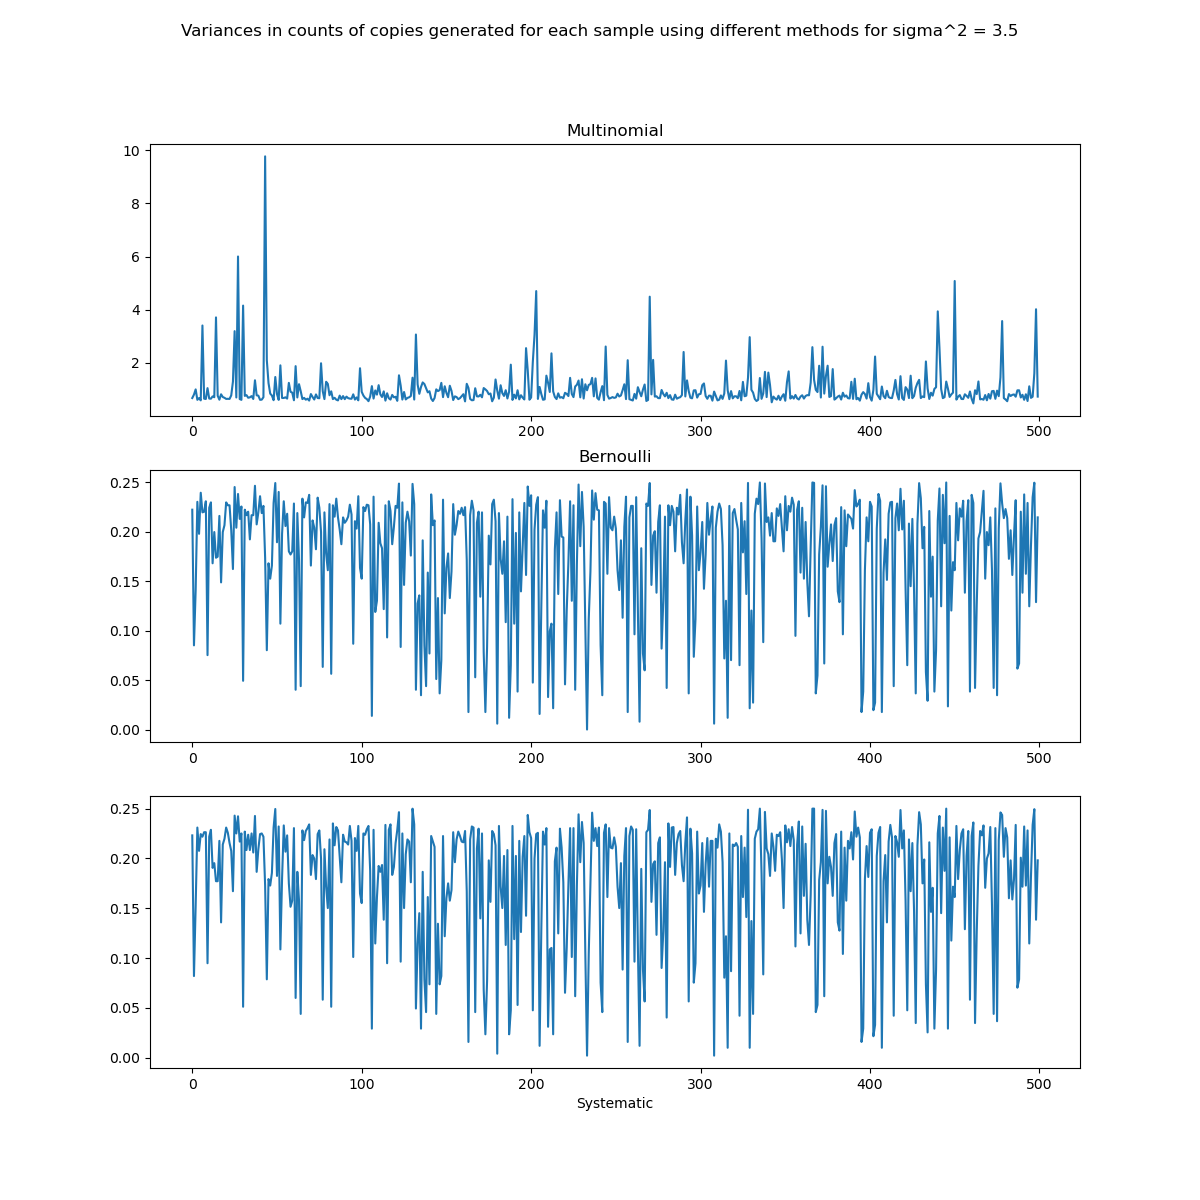 Variances in counts of copies generated for each sample using different methods for sigma^2 = 3.5
Multinomial
10
8
6
4
2
0 100 200 300 400 500
Bernoulli
0.25
0.20
0.15
0.10
0.05
0.00
0 100 200 300 400 500
0.25
0.20
0.15
0.10
0.05
0.00
0 100 200 300 400 500
Systematic